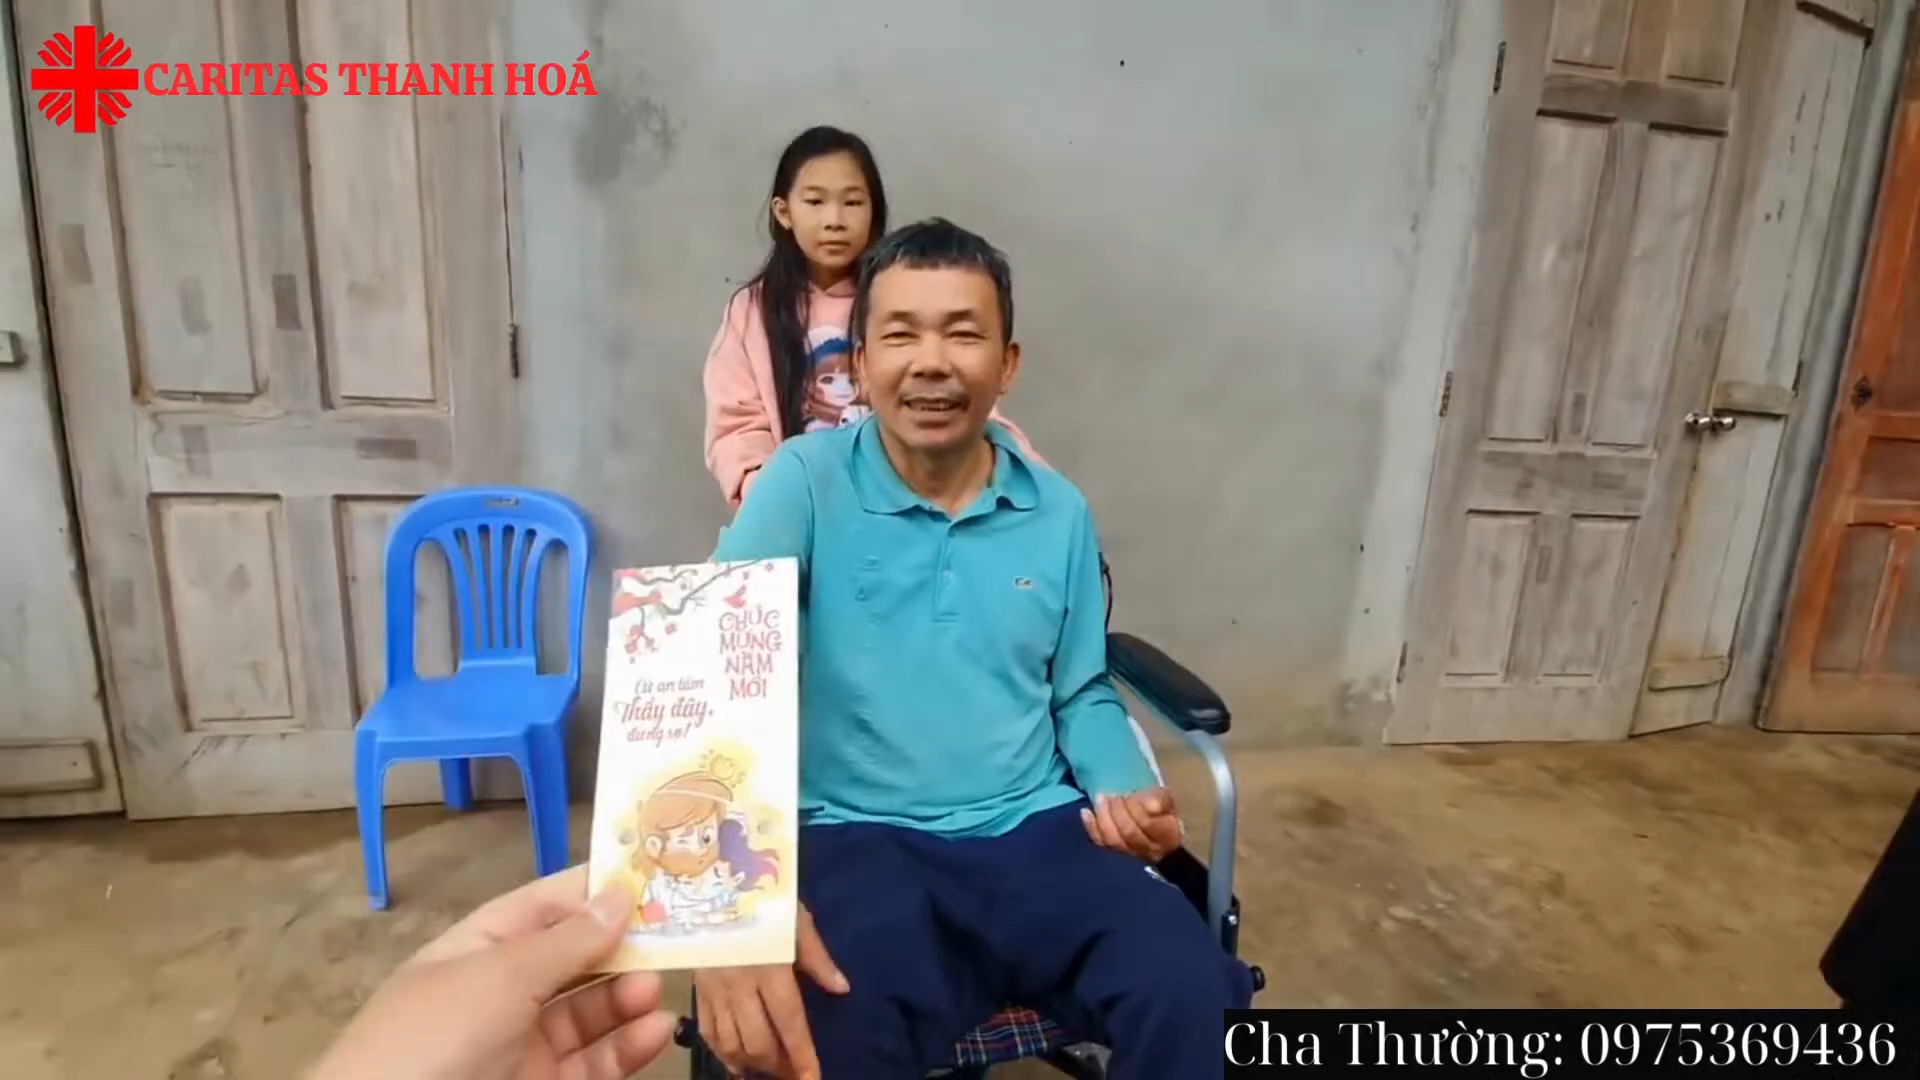 CARITAS THANH HOÁ
CHÚC
MỪNG
NĂM
MỚI
Cứ an tâm
Thầy đây,
đừng sợ!
Cha Thường: 0975369436